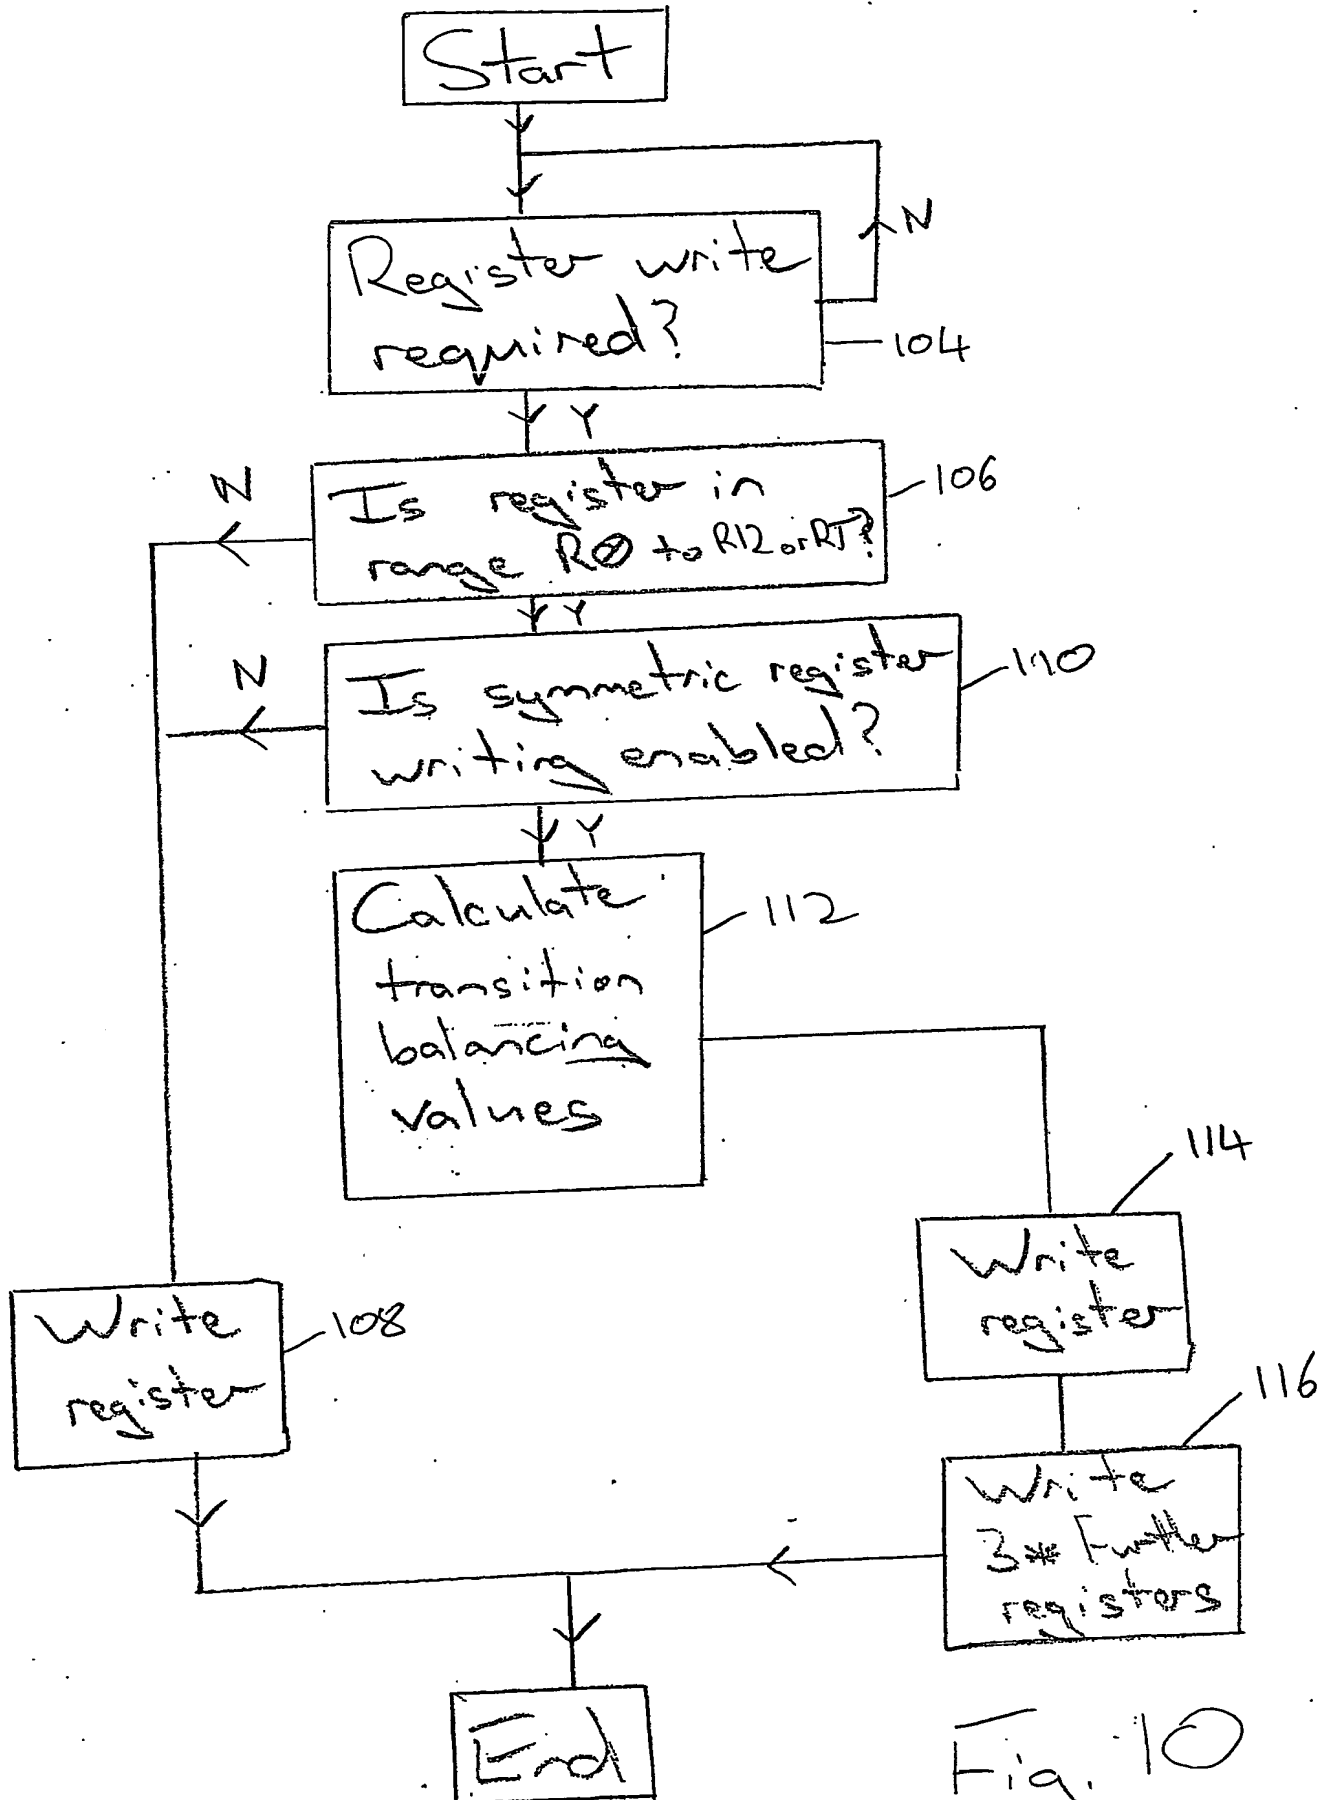 Start
N
Register write
required?
104
Y
N
106
Is register in
range R0 to R12 or RT?
Y
N
110
Is symmetric register
writing enabled?
Y
112
Calculate
transition
balancing
values
114
Write
register
108
Write
register
116
Write
3* Further
registers
End
Fig. 10